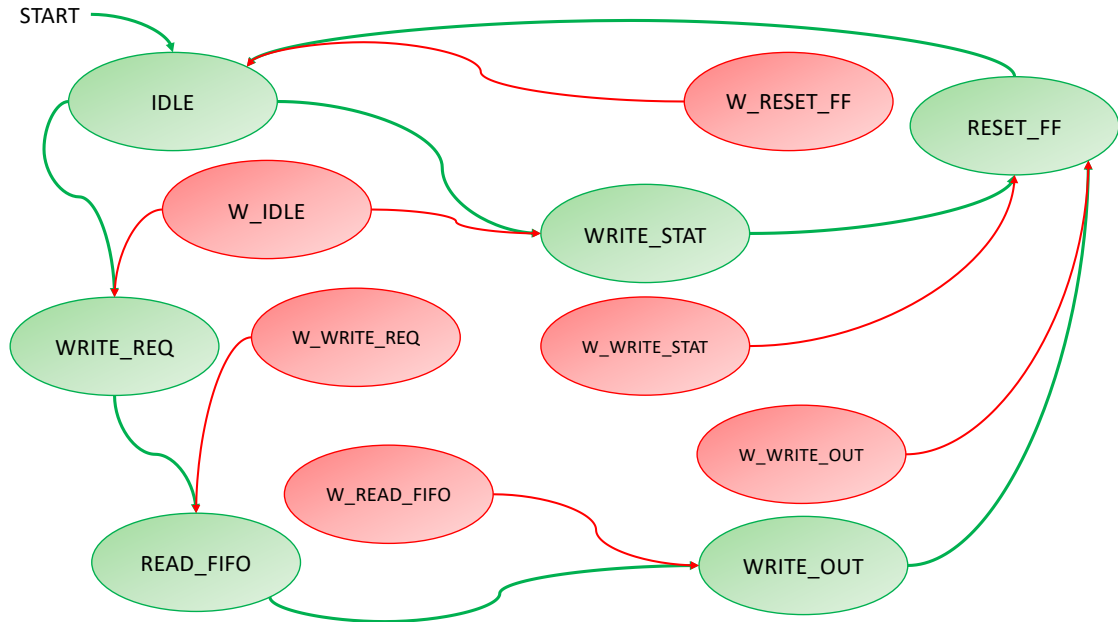 START
IDLE
W_RESET_FF
RESET_FF
W_IDLE
WRITE_STAT
WRITE_REQ
W_WRITE_REQ
W_WRITE_STAT
W_WRITE_OUT
W_READ_FIFO
READ_FIFO
WRITE_OUT